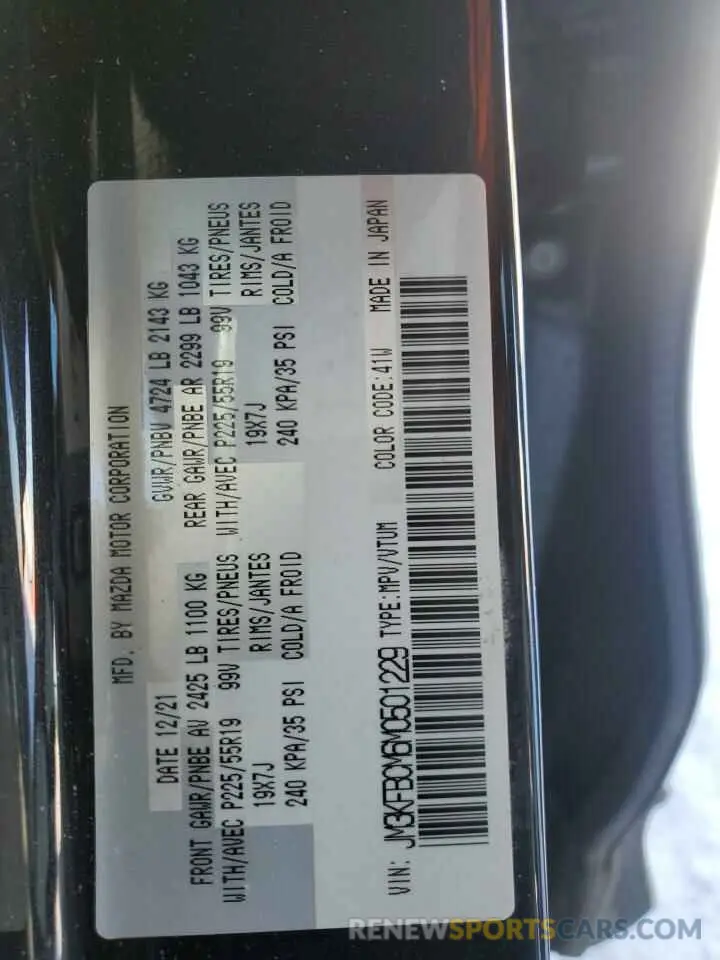 MFD. BY MAZDA MOTOR CORPORATION
DATE 12/21 GVWR/PNBV 4724 LB 2143 KG
FRONT GAWR/PNBE AV 2425 LB 1100 KG REAR GAWR/PNBE AR 2299 LB 1043 KG
WITH/AVEC P225/55R19 99V TIRES/PNEUS WITH/AVEC P225/55R19 99V TIRES/PNEUS
19X7J RIMS/JANTES 19X7J RIMS/JANTES
240 KPA/35 PSI COLD/A FROID 240 KPA/35 PSI COLD/A FROID
VIN: JM3KFBCM6M0501229 TYPE:MPV/VTUM COLOR CODE:41W MADE IN JAPAN
RENEWSPORTSCARS.COM